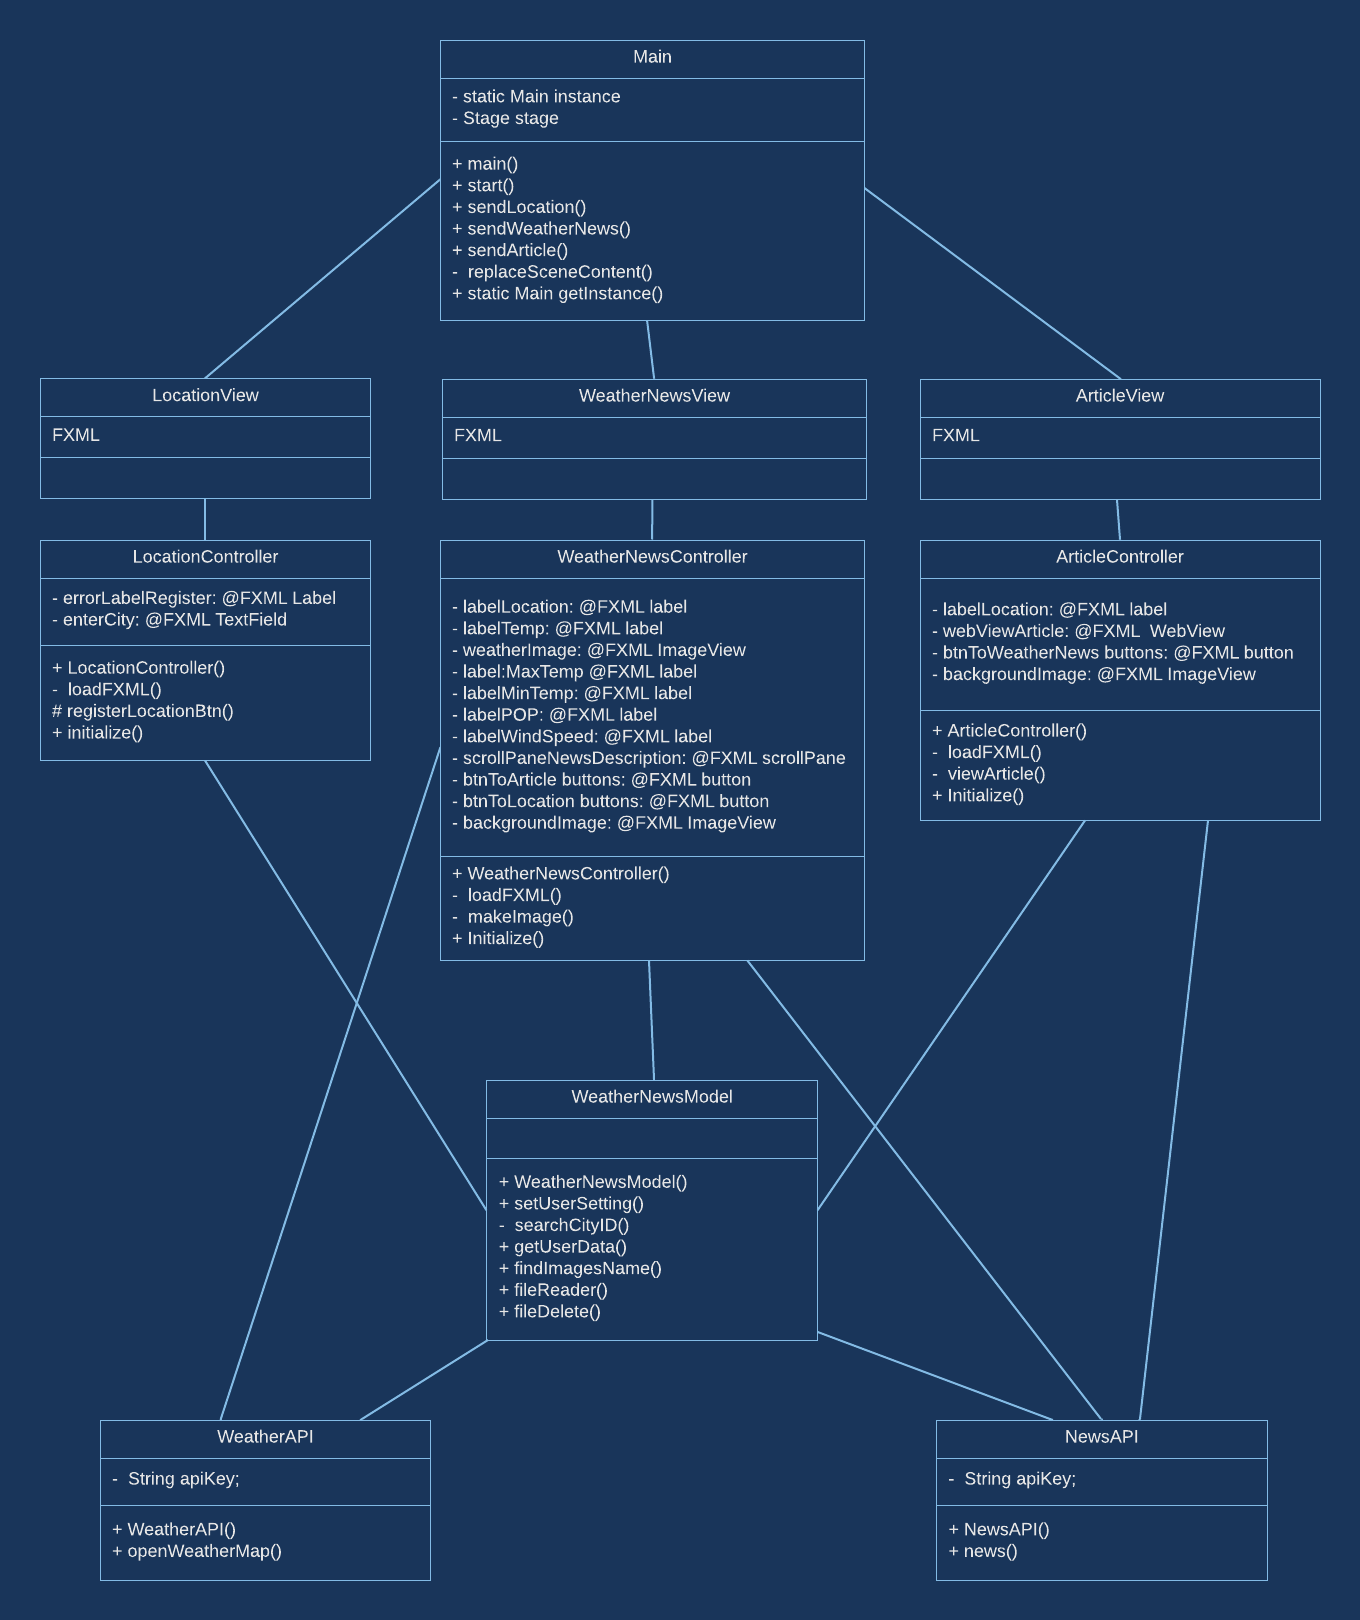 Main
- static Main instance
- Stage stage
+ main()
+ start()
+ sendLocation()
+ sendWeatherNews()
+ sendArticle()
-  replaceSceneContent()
+ static Main getInstance()
LocationView
FXML
WeatherNewsView
FXML
ArticleView
FXML
LocationController
- errorLabelRegister: @FXML Label
- enterCity: @FXML TextField
+ LocationController()
-  loadFXML()
# registerLocationBtn()
+ initialize()
WeatherNewsController
- labelLocation: @FXML label
- labelTemp: @FXML label
- weatherImage: @FXML ImageView
- label:MaxTemp @FXML label
- labelMinTemp: @FXML label
- labelPOP: @FXML label
- labelWindSpeed: @FXML label
- scrollPaneNewsDescription: @FXML scrollPane
- btnToArticle buttons: @FXML button
- btnToLocation buttons: @FXML button
- backgroundImage: @FXML ImageView
+ WeatherNewsController()
-  loadFXML()
-  makeImage()
+ Initialize()
ArticleController
- labelLocation: @FXML label
- webViewArticle: @FXML  WebView
- btnToWeatherNews buttons: @FXML button
- backgroundImage: @FXML ImageView
+ ArticleController()
-  loadFXML()
-  viewArticle()
+ Initialize()
WeatherNewsModel
+ WeatherNewsModel()
+ setUserSetting()
-  searchCityID()
+ getUserData()
+ findImagesName()
+ fileReader()
+ fileDelete()
WeatherAPI
-  String apiKey;
+ WeatherAPI()
+ openWeatherMap()
NewsAPI
-  String apiKey;
+ NewsAPI()
+ news()